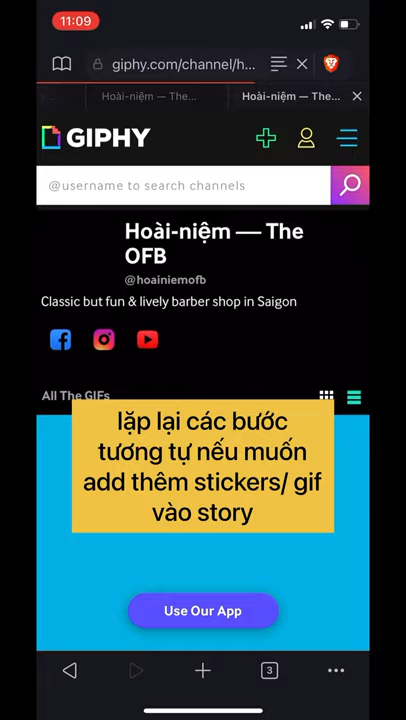 11:09
giphy.com/channel/h...
Hoài-niệm — The...
Hoài-niệm — The...
GIPHY
@username to search channels
Hoài-niệm — The
OFB
@hoainiemofb
Classic but fun & lively barber shop in Saigon
All The GIFs
lặp lại các bước
tương tự nếu muốn
add thêm stickers/ gif
vào story
Use Our App
3